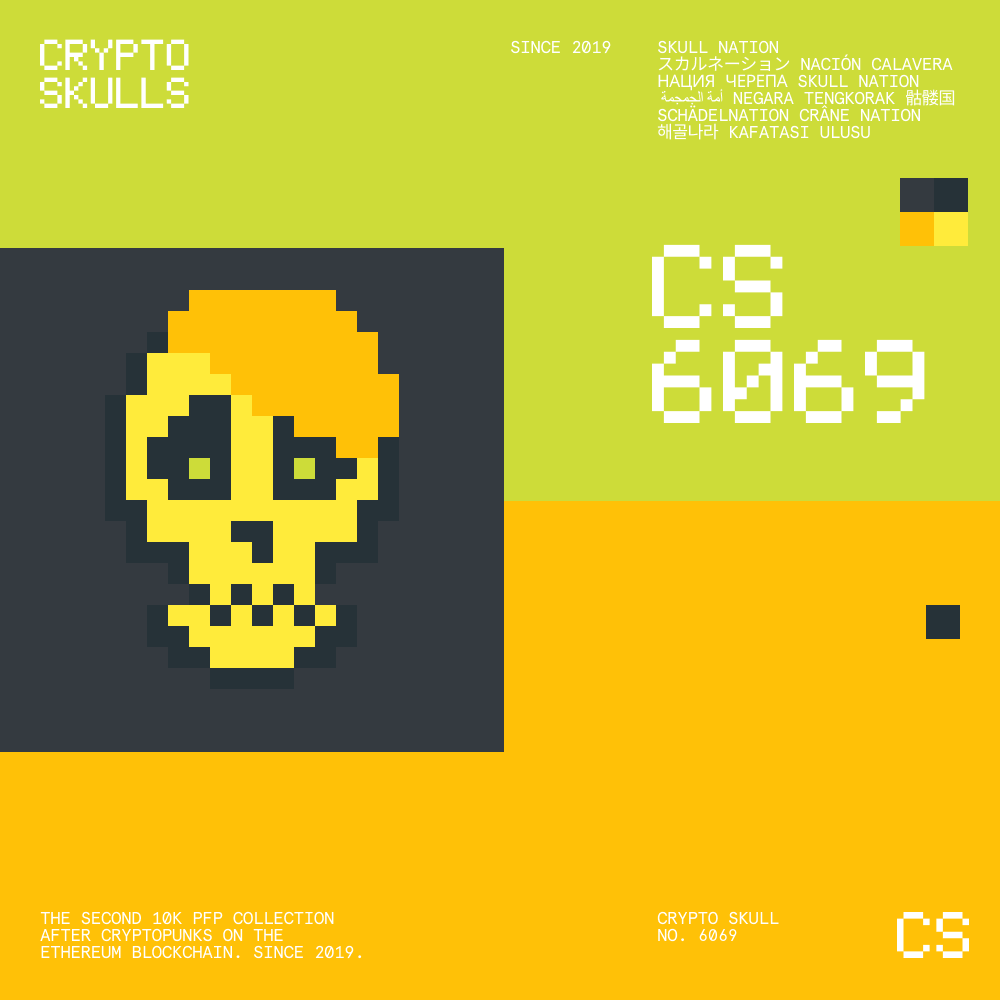 CRYPTO
SKULLS
SINCE 2019
SKULL NATION
スカルネーション NACIÓN CALAVERA
НАЦИЯ ЧЕРЕПА SKULL NATION
أمة الجمجمة NEGARA TENGKORAK 骷髅国
SCHÄDELNATION CRÂNE NATION
해골나라 KAFATASI ULUSU
CS
6069
THE SECOND 10K PFP COLLECTION
AFTER CRYPTOPUNKS ON THE
ETHEREUM BLOCKCHAIN. SINCE 2019.
CRYPTO SKULL
NO. 6069
CS